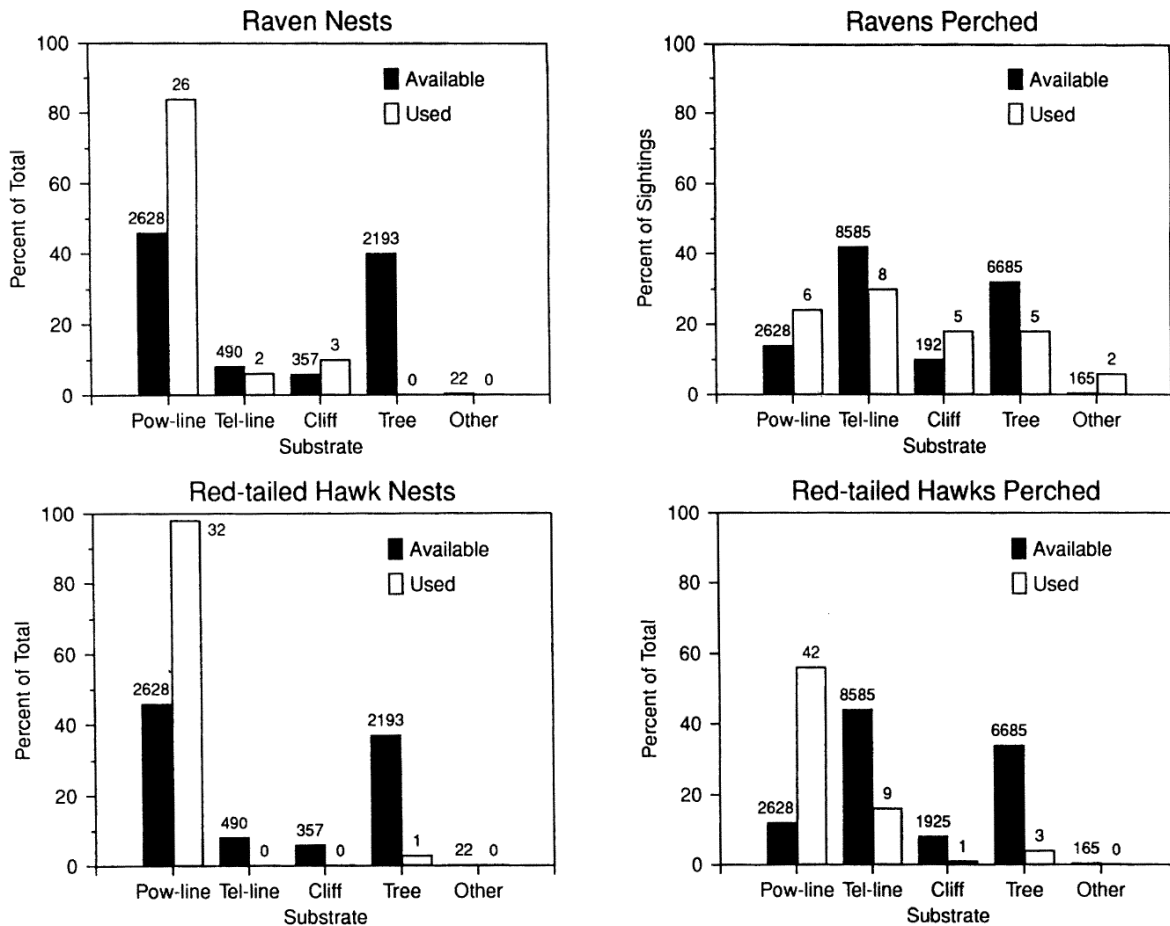 Raven Nests
Percent of Total
100
80
60
40
20
0
Available
Used
2628
26
490
2
357
3
2193
0
22
0
Pow-line Tel-line Cliff Tree Other
Substrate
Ravens Perched
Percent of Sightings
100
80
60
40
20
0
Available
Used
2628
6
8585
8
192
5
6685
5
165
2
Pow-line Tel-line Cliff Tree Other
Substrate
Red-tailed Hawk Nests
Percent of Total
100
80
60
40
20
0
Available
Used
2628
32
490
0
357
0
2193
1
22
0
Pow-line Tel-line Cliff Tree Other
Substrate
Red-tailed Hawks Perched
Percent of Total
100
80
60
40
20
0
Available
Used
2628
42
8585
9
1925
1
6685
3
165
0
Pow-line Tel-line Cliff Tree Other
Substrate